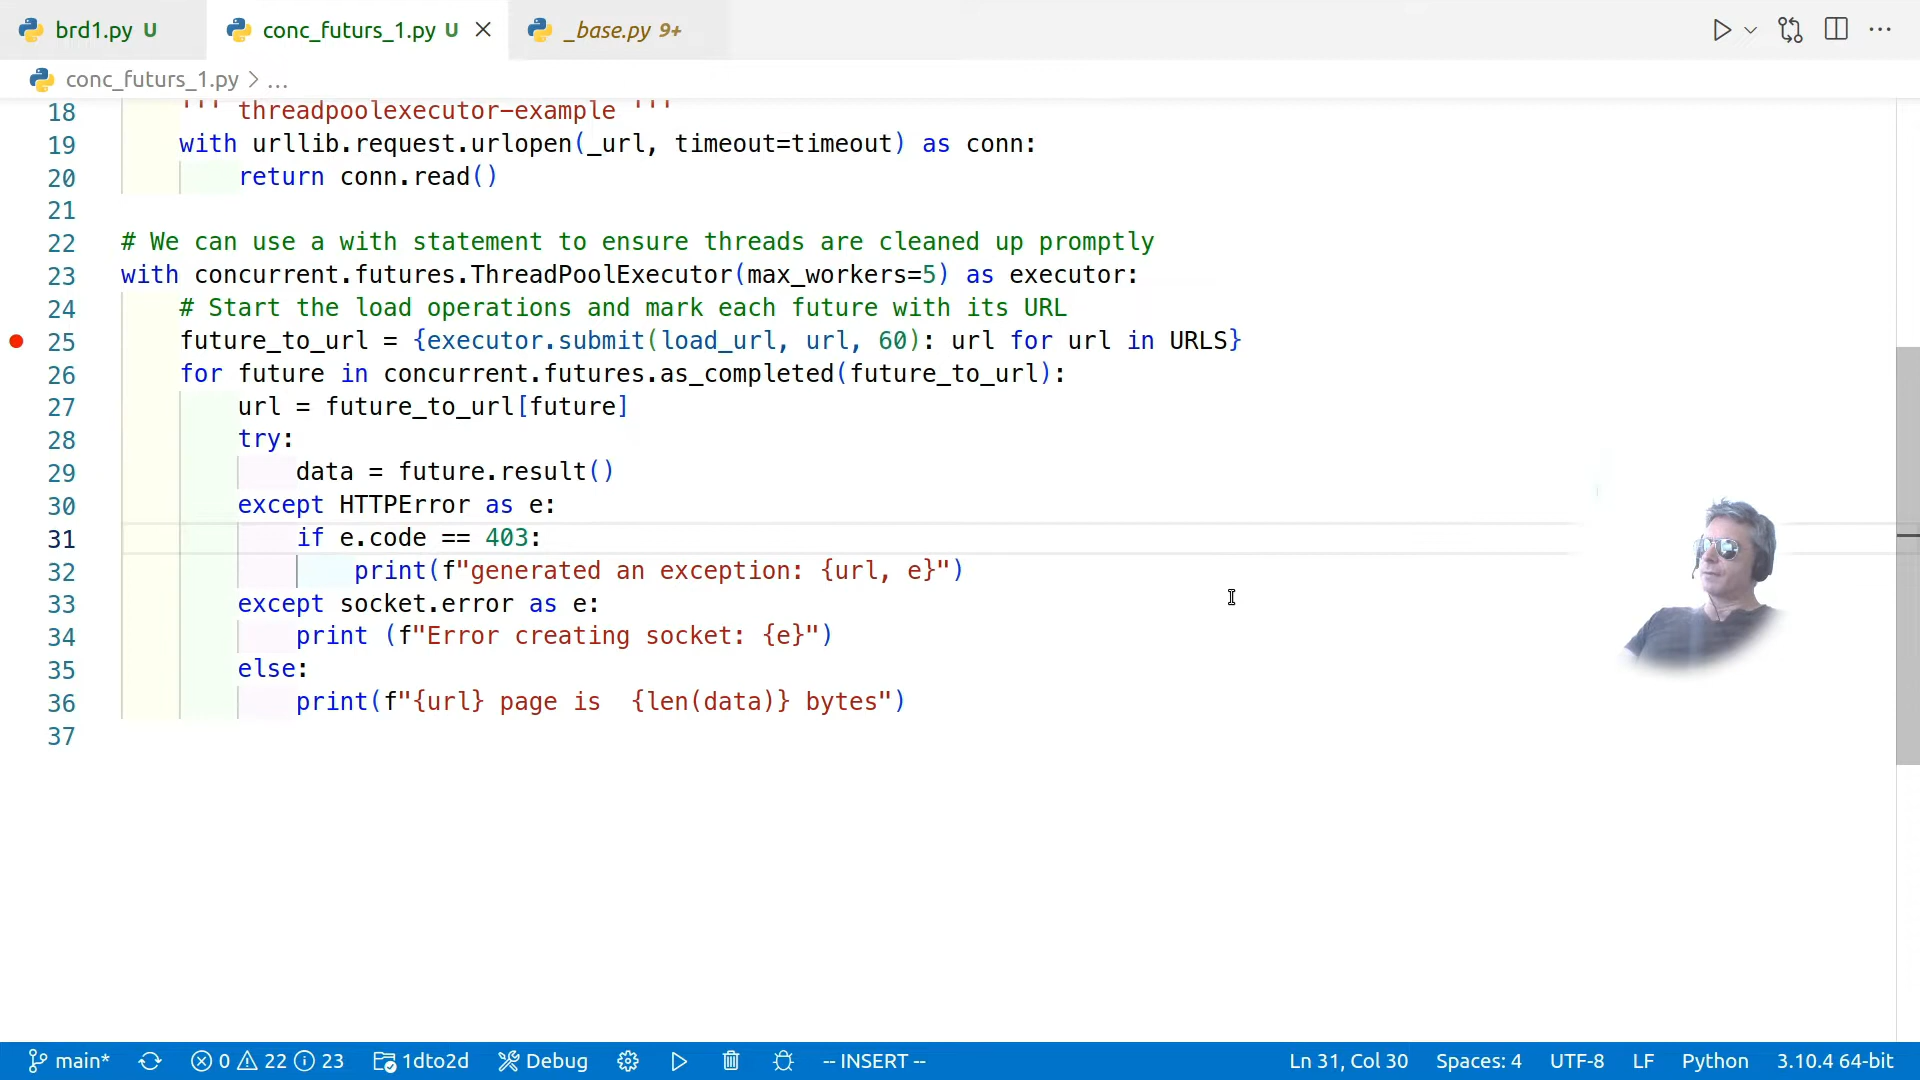 brd1.py U
conc_futurs_1.py U
_base.py 9+
conc_futurs_1.py > ...
18 ''' threadpoolexecutor-example '''
19 with urllib.request.urlopen(_url, timeout=timeout) as conn:
20 return conn.read()
21
22 # We can use a with statement to ensure threads are cleaned up promptly
23 with concurrent.futures.ThreadPoolExecutor(max_workers=5) as executor:
24 # Start the load operations and mark each future with its URL
25 future_to_url = {executor.submit(load_url, url, 60): url for url in URLS}
26 for future in concurrent.futures.as_completed(future_to_url):
27 url = future_to_url[future]
28 try:
29 data = future.result()
30 except HTTPError as e:
31 if e.code == 403:
32 print(f"generated an exception: {url, e}")
33 except socket.error as e:
34 print (f"Error creating socket: {e}")
35 else:
36 print(f"{url} page is  {len(data)} bytes")
37
main* 0 22 23 1dto2d Debug -- INSERT -- Ln 31, Col 30 Spaces: 4 UTF-8 LF Python 3.10.4 64-bit